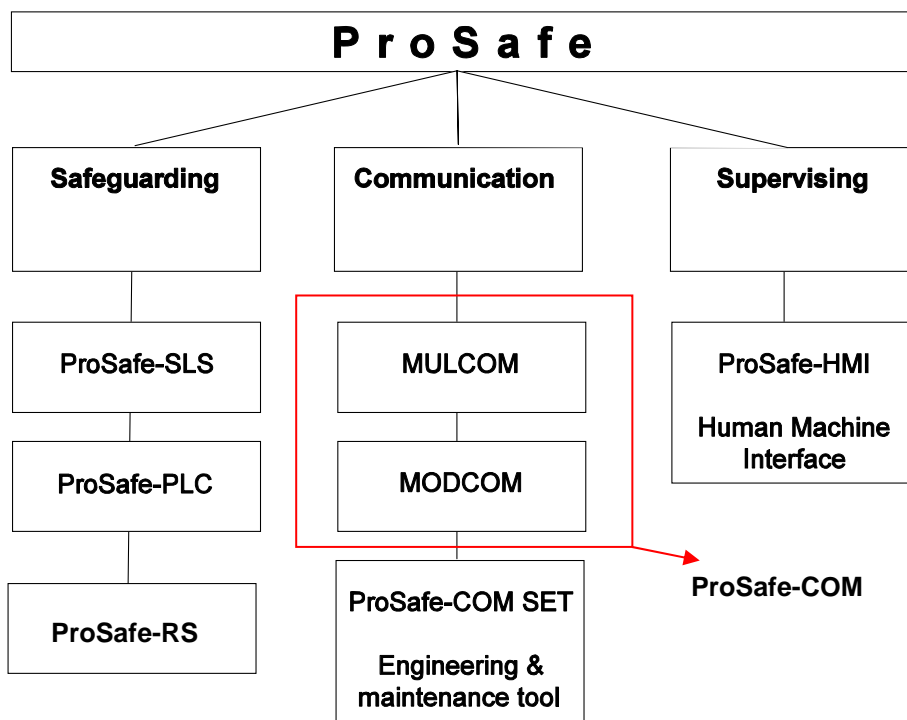 P r o S a f e
Safeguarding
Communication
Supervising
ProSafe-SLS
MULCOM
ProSafe-HMI
Human Machine
Interface
ProSafe-PLC
MODCOM
ProSafe-COM
ProSafe-RS
ProSafe-COM SET
Engineering &
maintenance tool